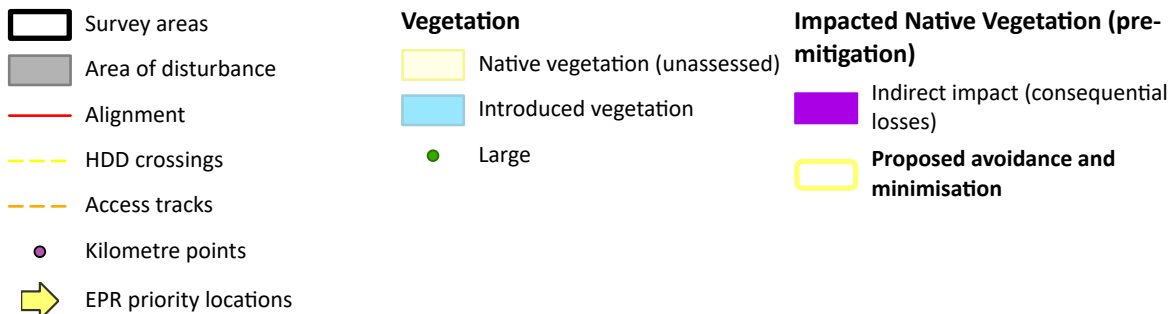 Survey areas
Area of disturbance
Alignment
HDD crossings
Access tracks
Kilometre points
EPR priority locations
Vegetation
Native vegetation (unassessed)
Introduced vegetation
Large
Impacted Native Vegetation (pre-
mitigation)
Indirect impact (consequential
losses)
Proposed avoidance and
minimisation